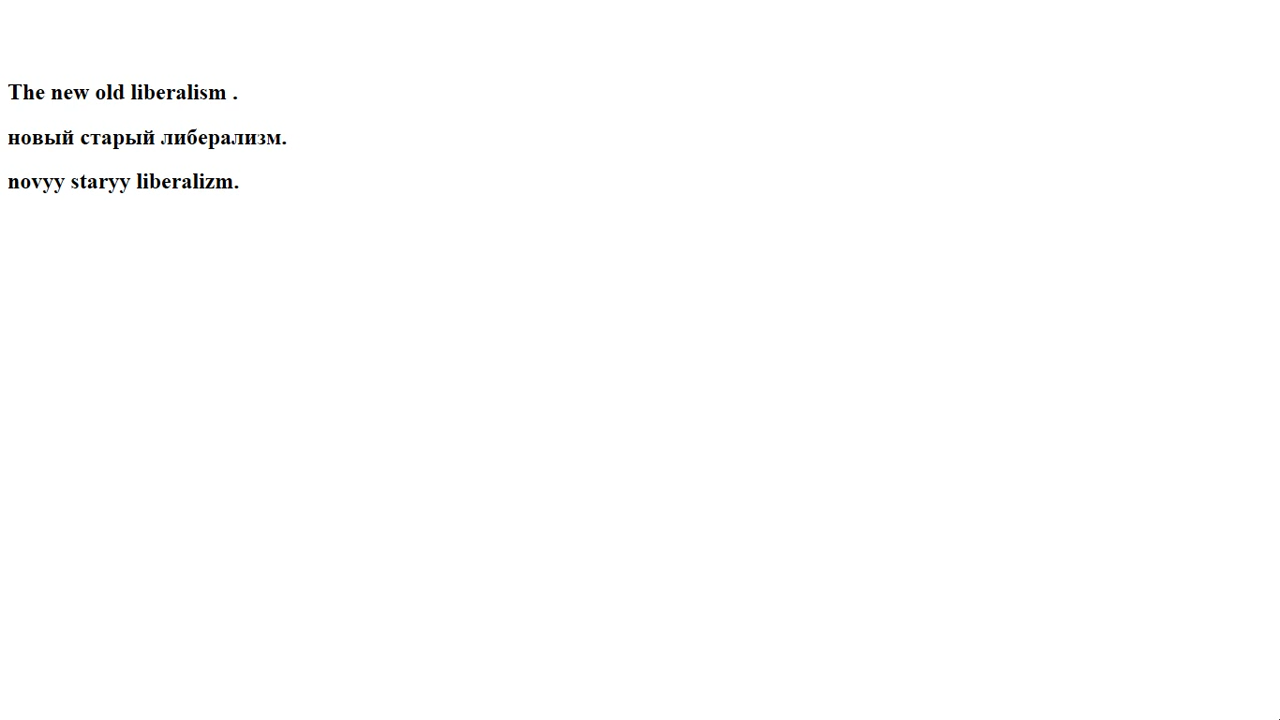 The new old liberalism .
новый старый либерализм.
novyy staryy liberalizm.